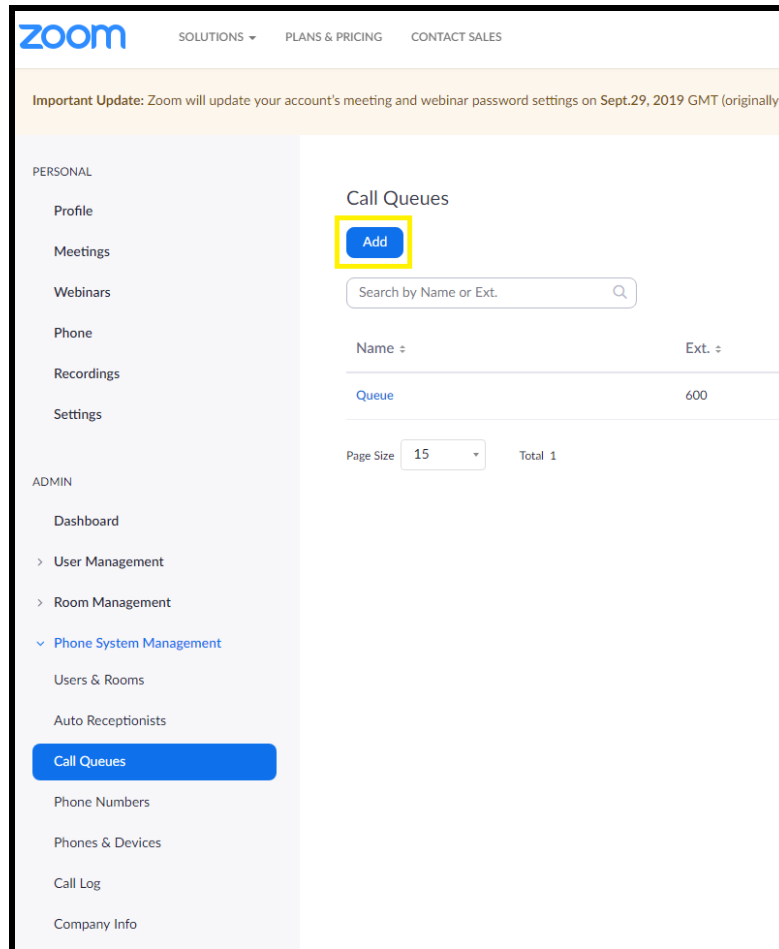 zoom
SOLUTIONS PLANS & PRICING CONTACT SALES
Important Update: Zoom will update your account's meeting and webinar password settings on Sept.29, 2019 GMT (originally
PERSONAL
Profile
Meetings
Webinars
Phone
Recordings
Settings
ADMIN
Dashboard
User Management
Room Management
Phone System Management
Users & Rooms
Auto Receptionists
Call Queues
Phone Numbers
Phones & Devices
Call Log
Company Info
Call Queues
Add
Search by Name or Ext.
Name Ext.
Queue 600
Page Size 15 Total 1